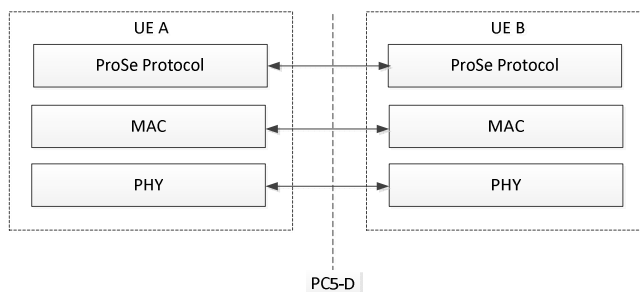 UE A
UE B
ProSe Protocol
ProSe Protocol
MAC
MAC
PHY
PHY
PC5-D